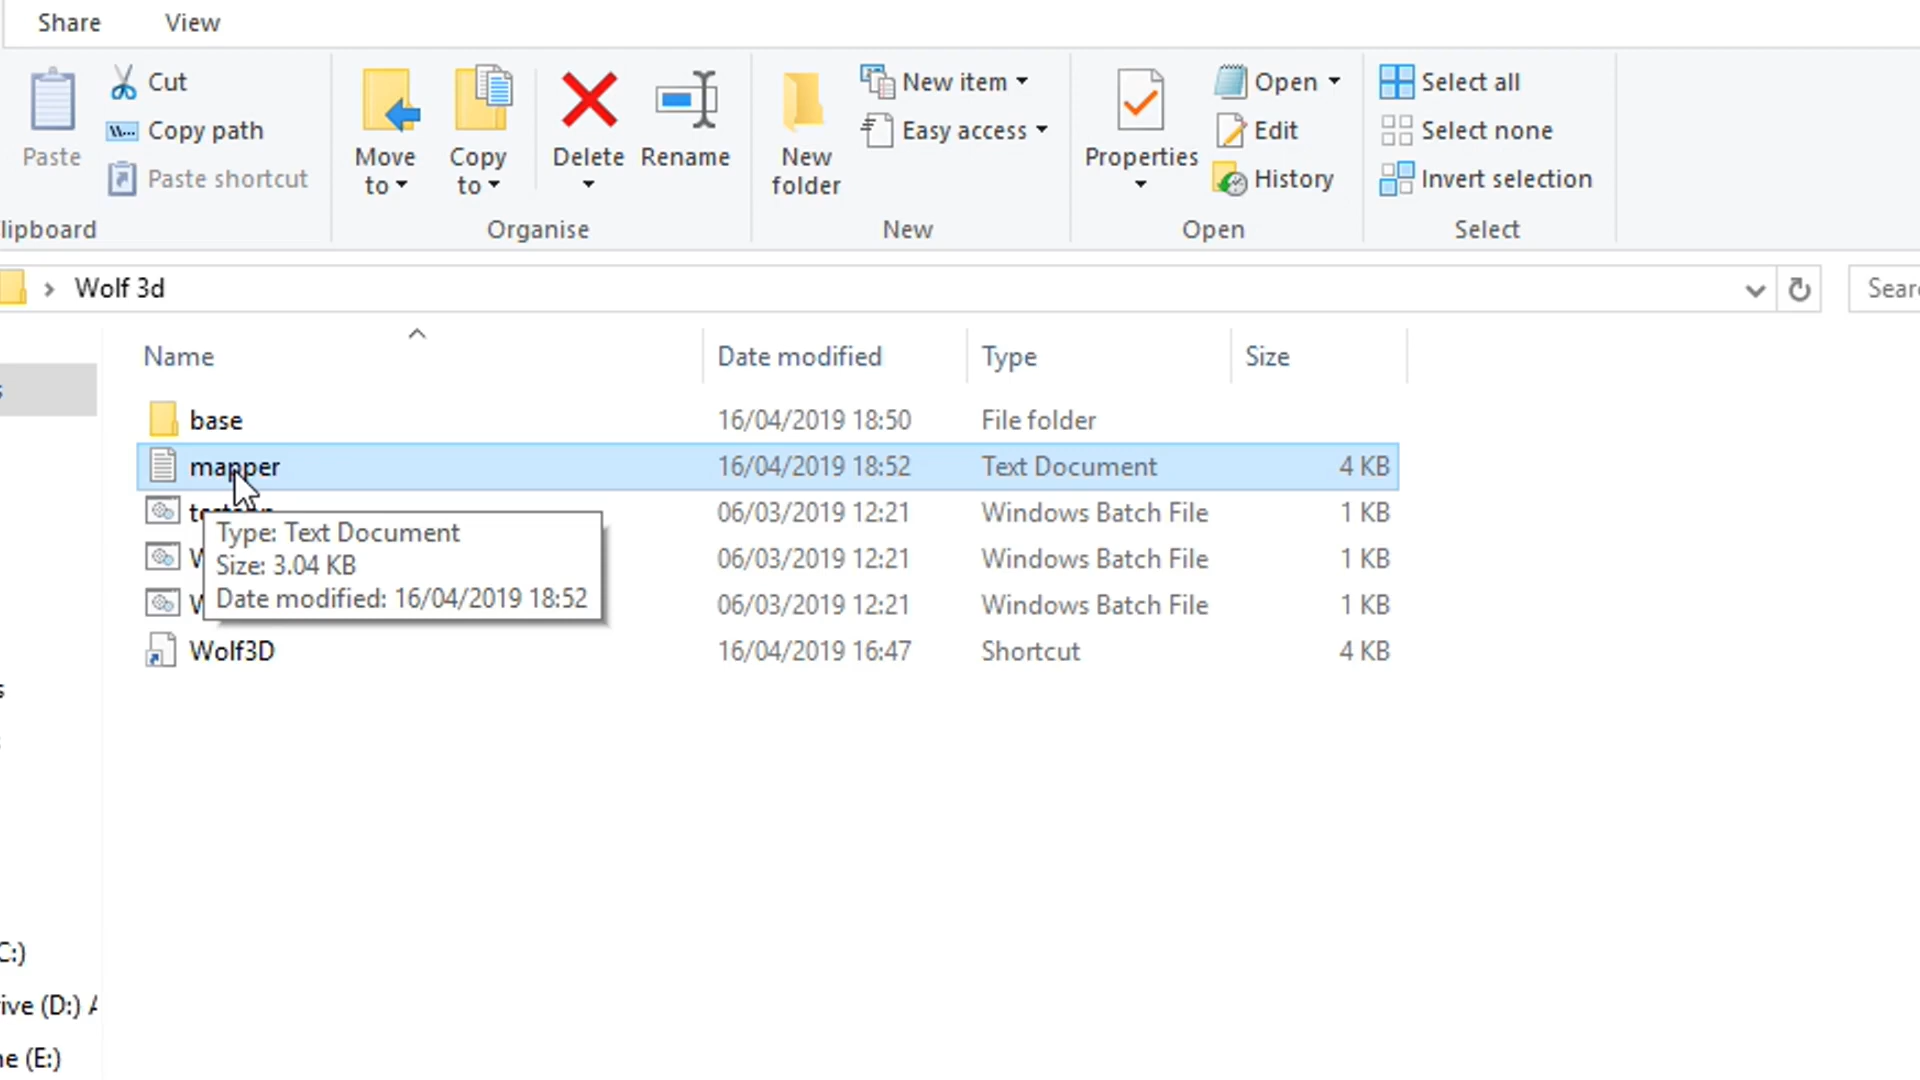 Share View
Cut
Copy path
Paste shortcut
Paste
Move to
Copy to
Delete
Rename
New folder
New item
Easy access
Properties
Open
Edit
History
Select all
Select none
Invert selection
lipboard Organise New Open Select
Wolf 3d
Sear
Name Date modified Type Size
base 16/04/2019 18:50 File folder
mapper 16/04/2019 18:52 Text Document 4 KB
06/03/2019 12:21 Windows Batch File 1 KB
W 06/03/2019 12:21 Windows Batch File 1 KB
W 06/03/2019 12:21 Windows Batch File 1 KB
Wolf3D 16/04/2019 16:47 Shortcut 4 KB
Type: Text Document
Size: 3.04 KB
Date modified: 16/04/2019 18:52
C:)
ive (D:)
e (E:)